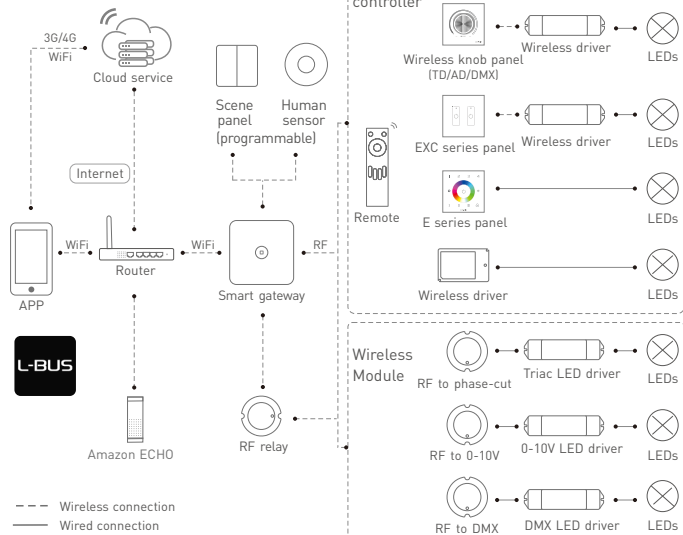 controller
3G/4G
WiFi
Cloud service
Scene
panel
Human
sensor
(programmable)
Internet
WiFi
WiFi
RF
APP
Router
Smart gateway
L-BUS
Amazon ECHO
RF relay
Wireless connection
Wired connection
Remote
Wireless knob panel
(TD/AD/DMX)
Wireless driver
LEDs
EXC series panel
Wireless driver
LEDs
E series panel
LEDs
Wireless driver
LEDs
Wireless
Module
RF to phase-cut
Triac LED driver
LEDs
RF to 0-10V
0-10V LED driver
LEDs
RF to DMX
DMX LED driver
LEDs